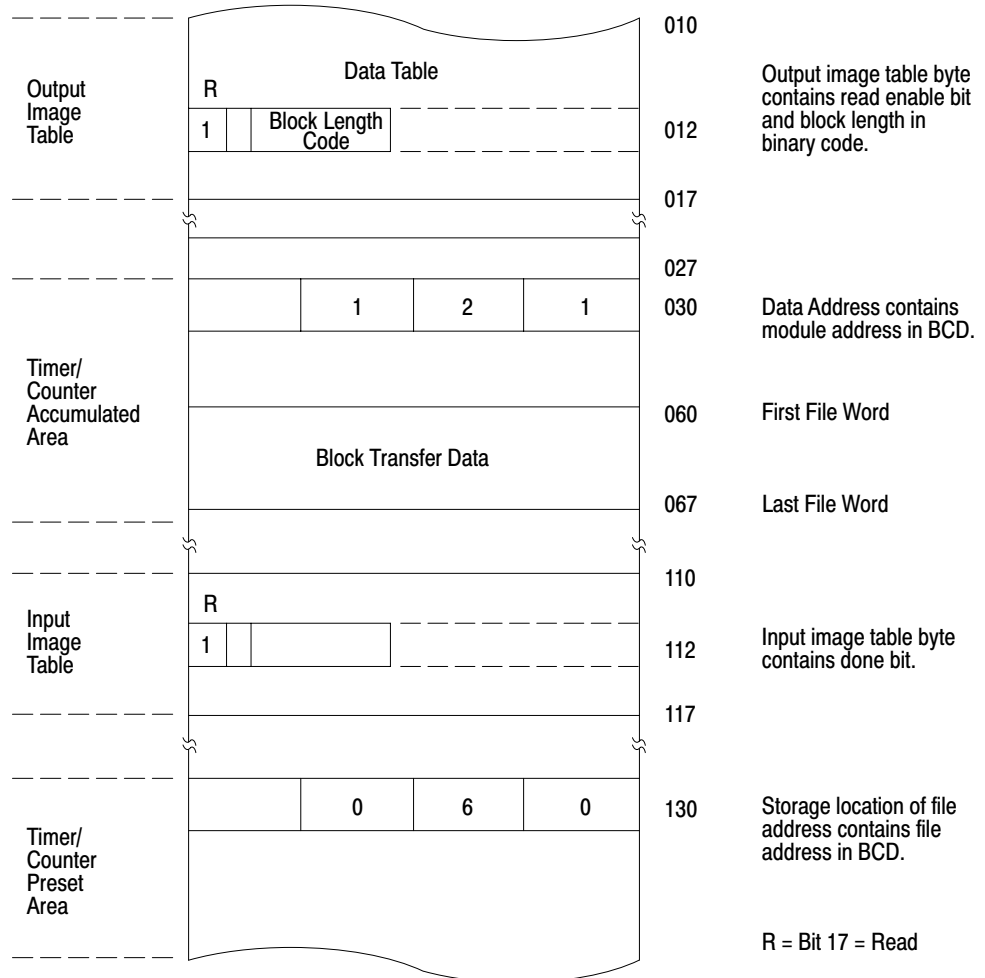 010
Data Table
Output
Image
Table
R
1
Block Length
Code
012
Output image table byte
contains read enable bit
and block length in
binary code.
017
027
1 2 1
030
Data Address contains
module address in BCD.
Timer/
Counter
Accumulated
Area
060
First File Word
Block Transfer Data
067
Last File Word
110
Input
Image
Table
R
1
112
Input image table byte
contains done bit.
117
0 6 0
130
Storage location of file
address contains file
address in BCD.
Timer/
Counter
Preset
Area
R = Bit 17 = Read